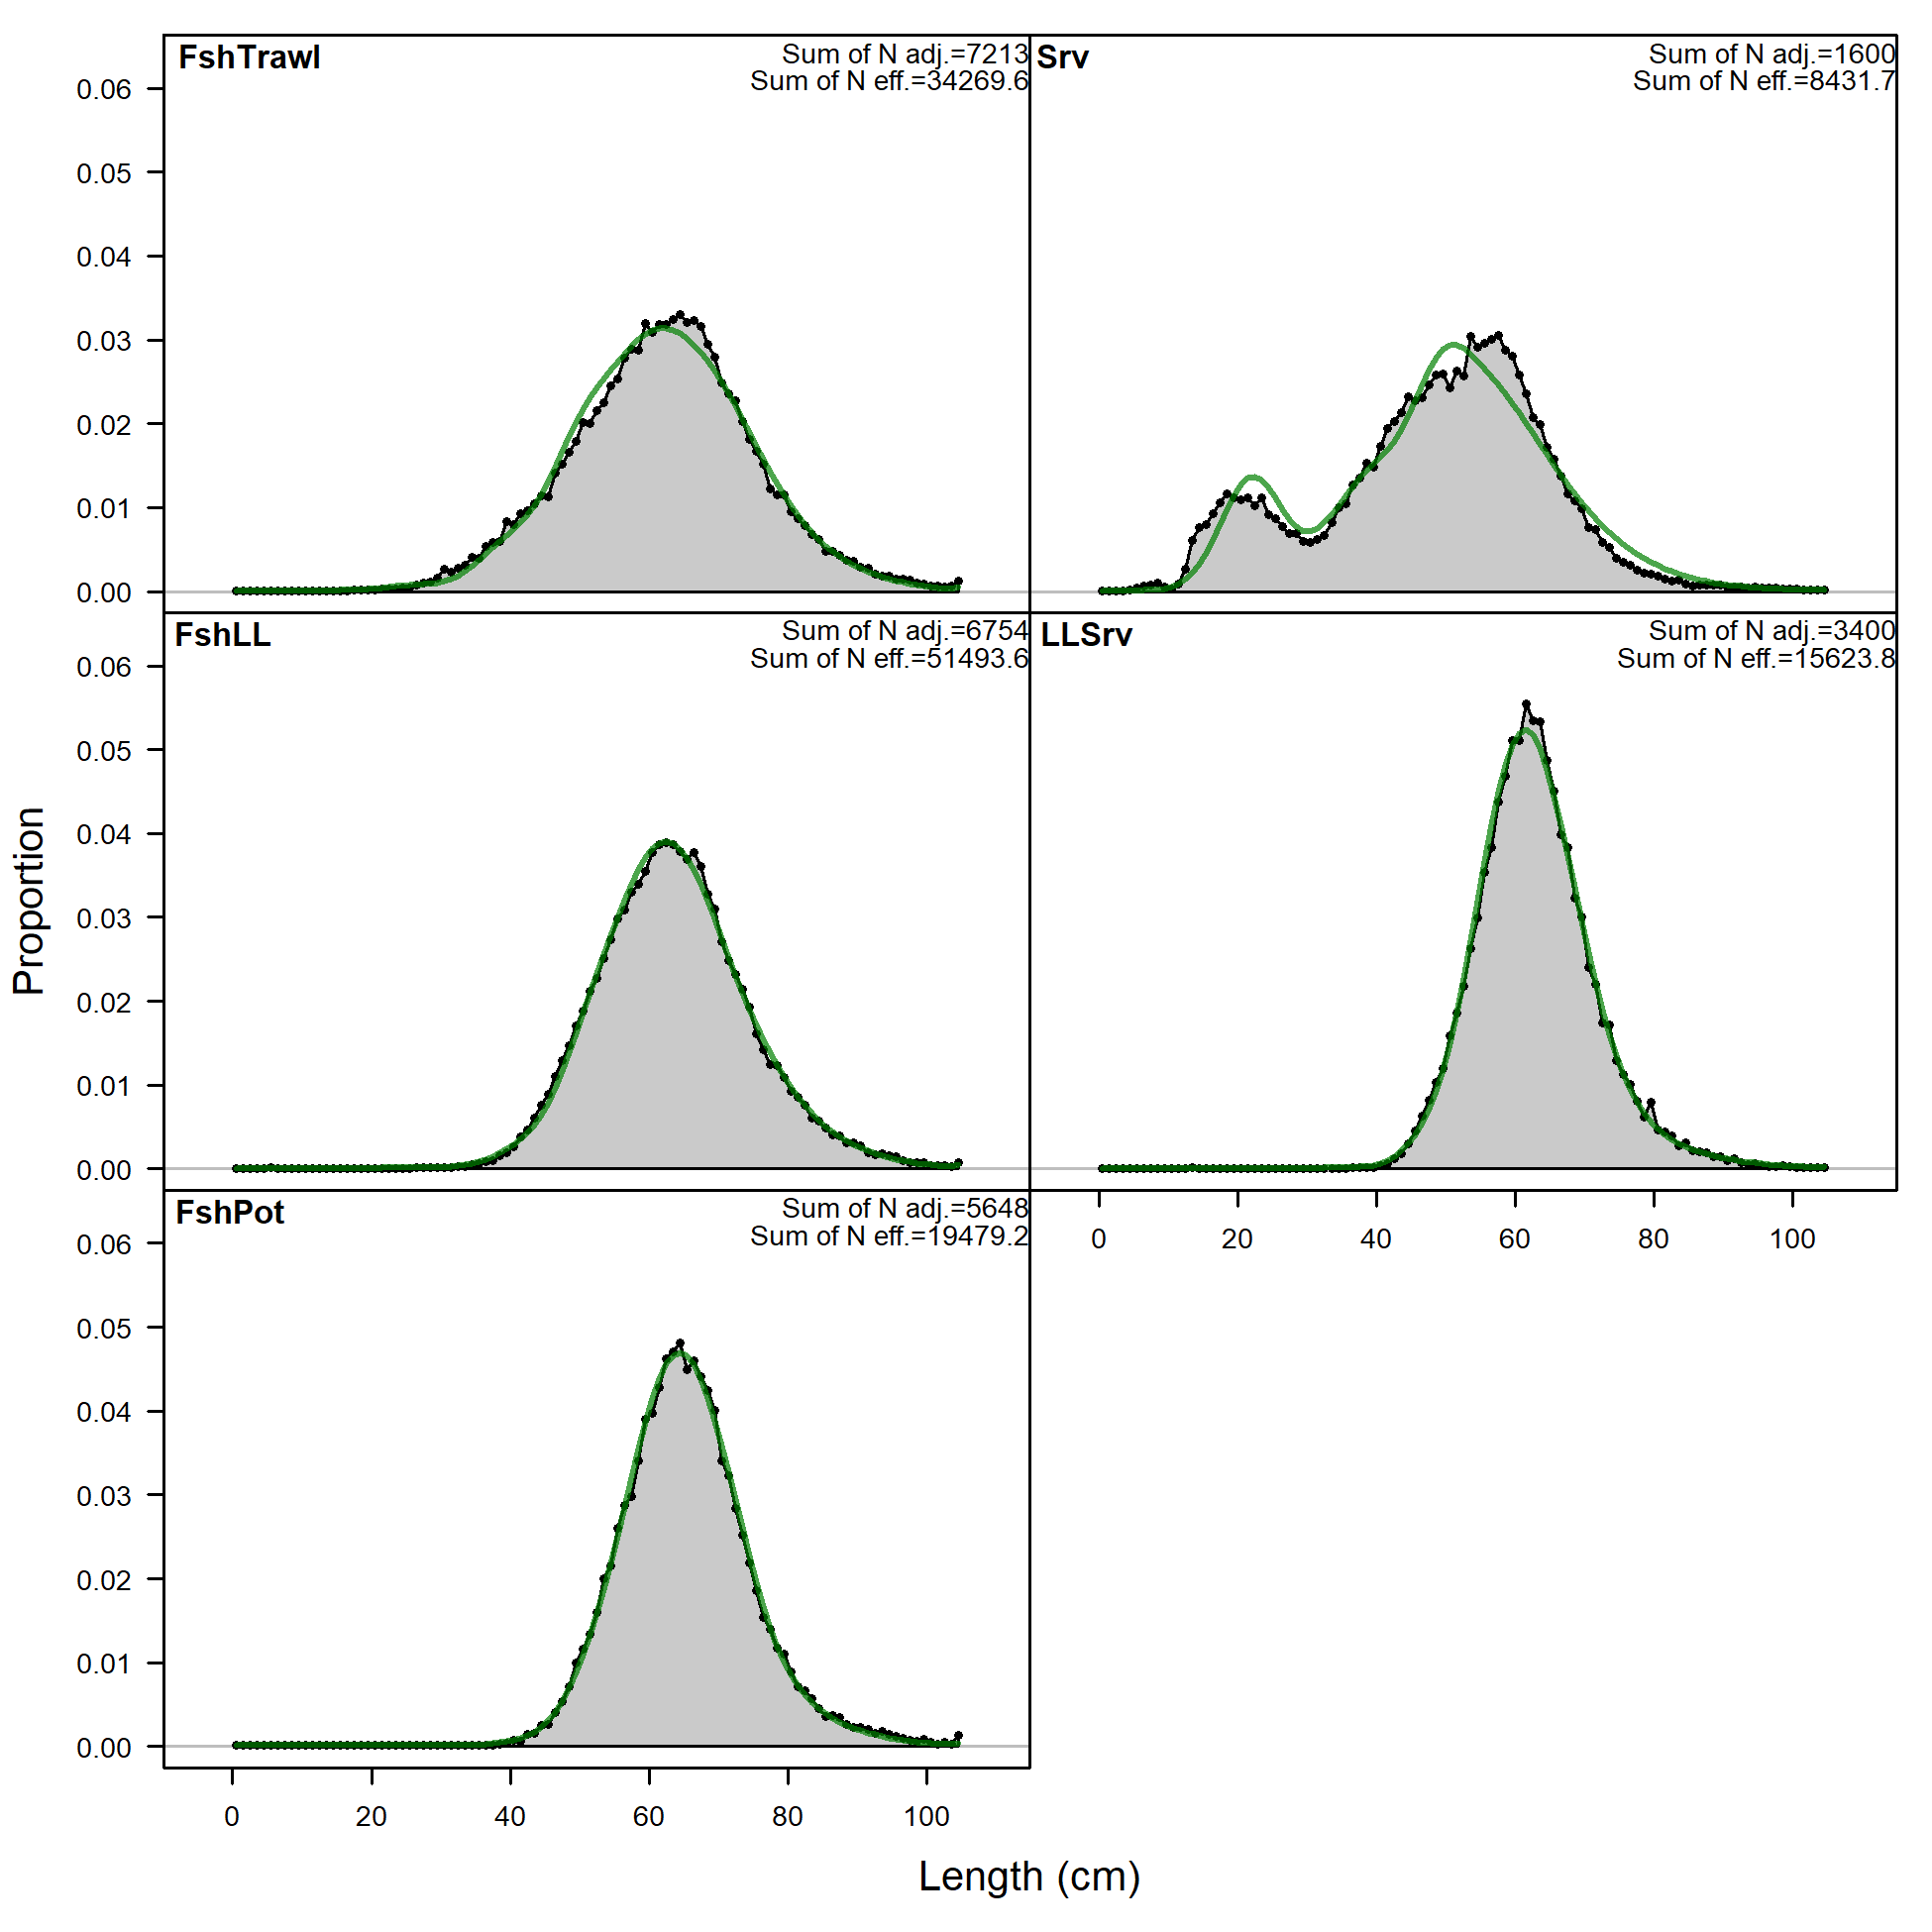 FshTrawl
Sum of N adj.=7213
Sum of N eff.=34269.6
0.06
0.05
0.04
0.03
0.02
0.01
0.00
Srv
Sum of N adj.=1600
Sum of N eff.=8431.7
FshLL
Sum of N adj.=6754
Sum of N eff.=51493.6
0.06
0.05
0.04
0.03
0.02
0.01
0.00
LLSrv
Sum of N adj.=3400
Sum of N eff.=15623.8
0 20 40 60 80 100
FshPot
Sum of N adj.=5648
Sum of N eff.=19479.2
0.06
0.05
0.04
0.03
0.02
0.01
0.00
0 20 40 60 80 100
Proportion
Length (cm)